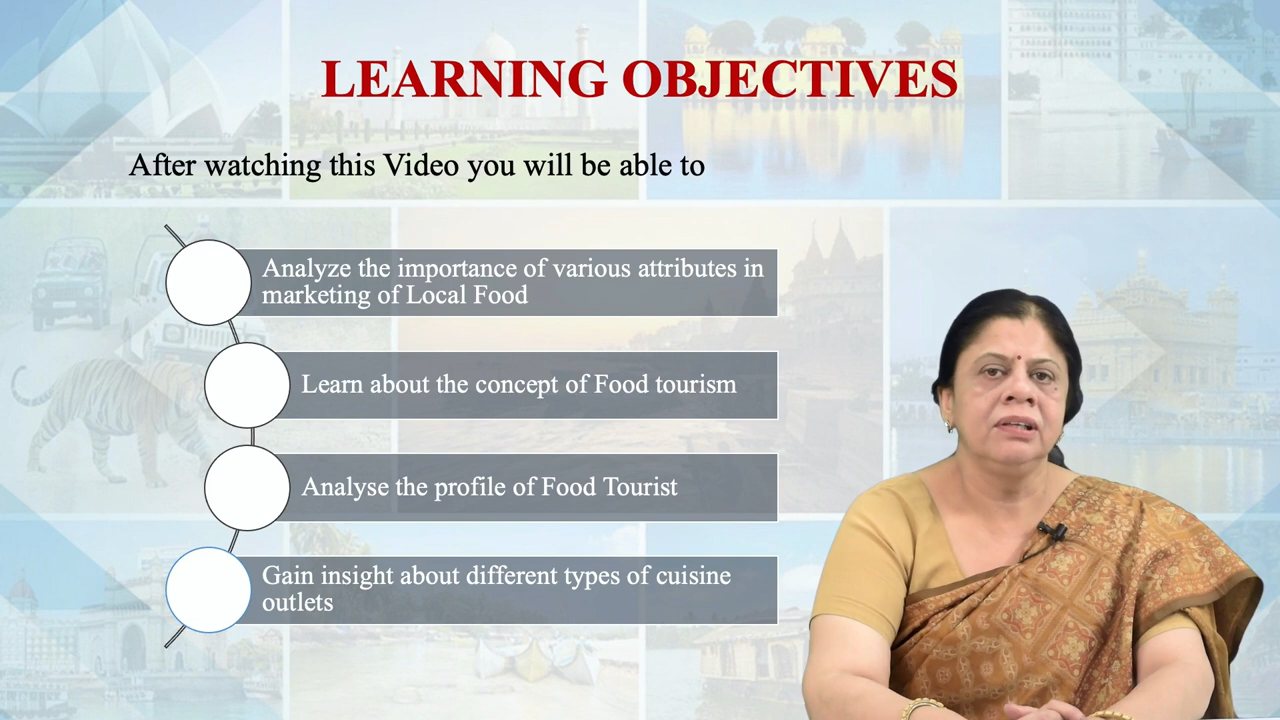 LEARNING OBJECTIVES
After watching this Video you will be able to
Analyze the importance of various attributes in
marketing of Local Food
Learn about the concept of Food tourism
Analyse the profile of Food Tourist
Gain insight about different types of cuisine
outlets